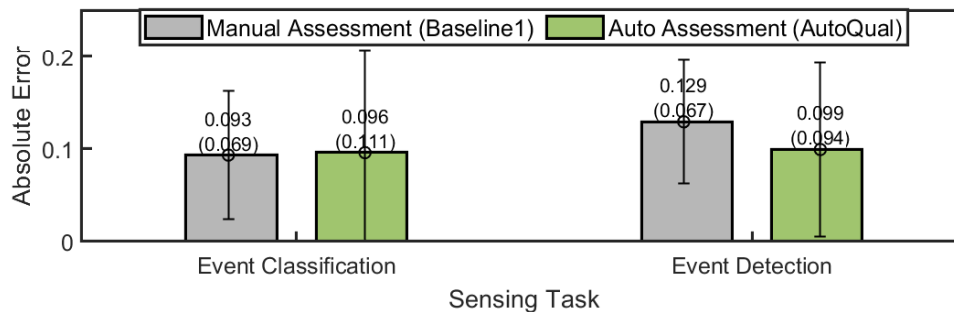 Manual Assessment (Baseline1) Auto Assessment (AutoQual)
Absolute Error
0.2
0.1
0
0.093
(0.069)
0.096
(0.111)
0.129
(0.067)
0.099
(0.094)
Event Classification Event Detection
Sensing Task